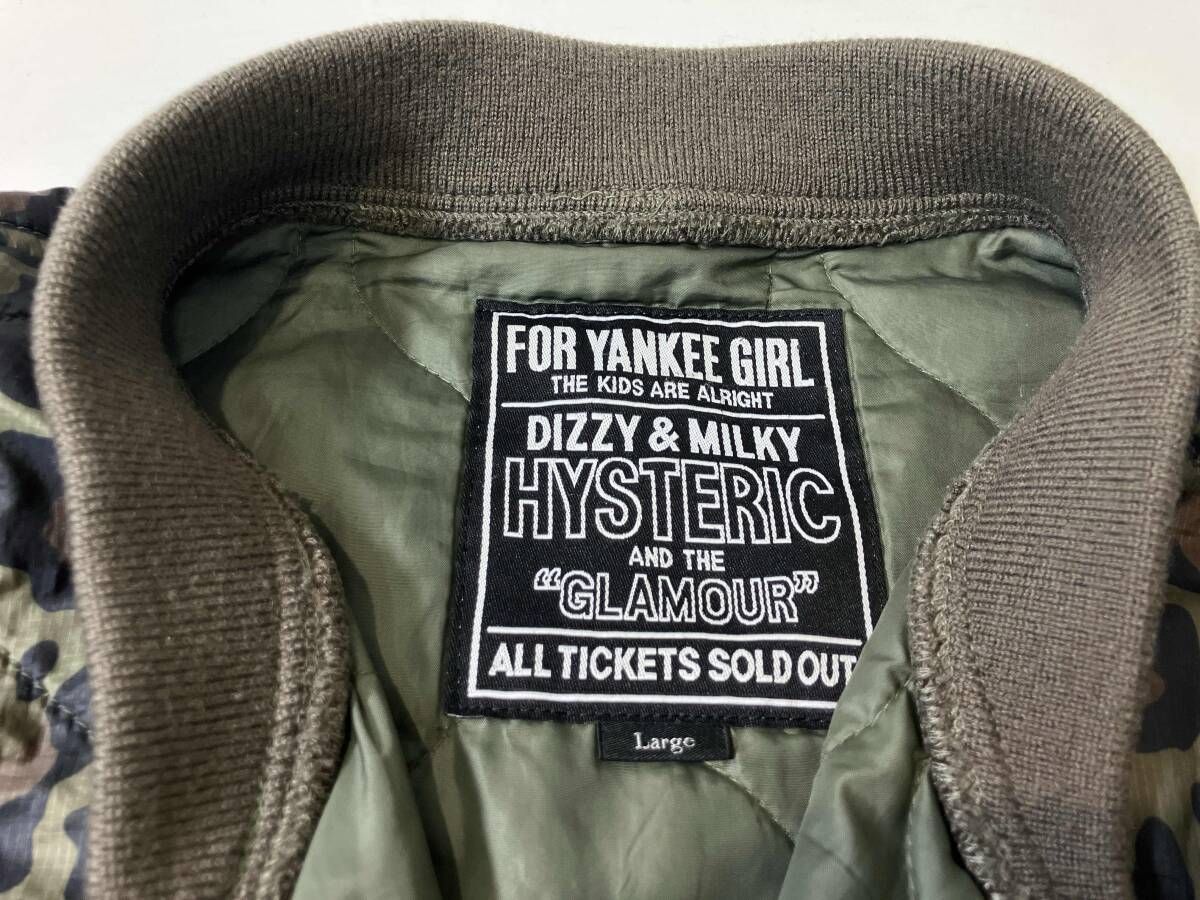 FOR YANKEE GIRL
THE KIDS ARE ALRIGHT
DIZZY & MILKY
HYSTERIC
AND THE
“GLAMOUR”
ALL TICKETS SOLD OUT
Large